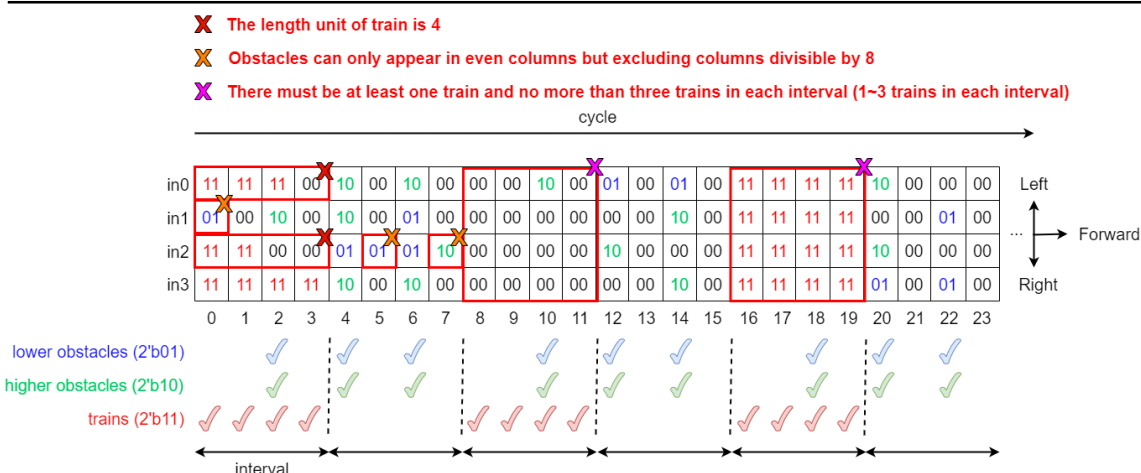 The length unit of train is 4
Obstacles can only appear in even columns but excluding columns divisible by 8
There must be at least one train and no more than three trains in each interval (1~3 trains in each interval)
cycle
in0 11 11 11 00 10 00 10 00 00 00 10 00 01 00 01 00 11 11 11 11 10 00 00 00 Left
in1 01 00 10 00 10 00 01 00 00 00 00 00 00 00 10 00 11 11 11 11 00 00 01 00
... Forward
in2 11 11 00 00 01 01 01 10 00 00 00 00 10 00 00 00 11 11 11 11 10 00 00 00
in3 11 11 11 11 10 00 10 00 00 00 00 00 00 00 10 00 11 11 11 11 01 00 01 00 Right
0 1 2 3 4 5 6 7 8 9 10 11 12 13 14 15 16 17 18 19 20 21 22 23
lower obstacles (2'b01)
higher obstacles (2'b10)
trains (2'b11)
interval